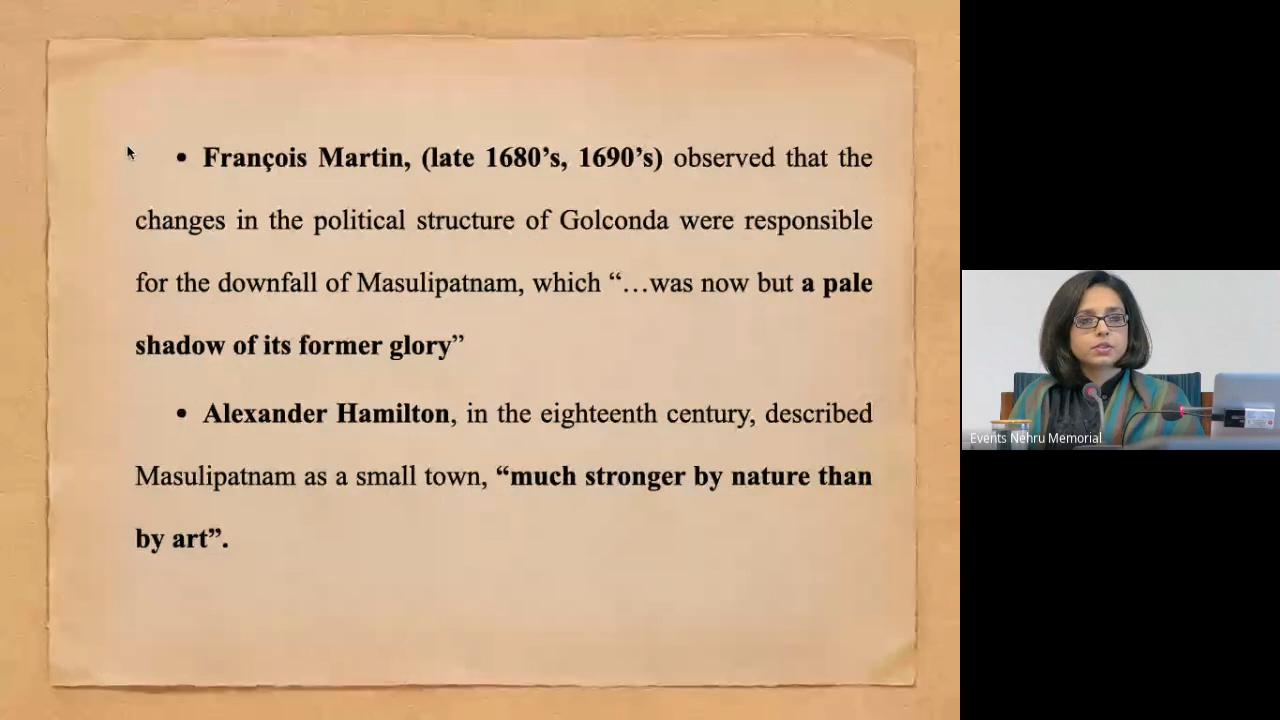 • François Martin, (late 1680’s, 1690’s) observed that the
changes in the political structure of Golconda were responsible
for the downfall of Masulipatnam, which “…was now but a pale
shadow of its former glory”
• Alexander Hamilton, in the eighteenth century, described
Masulipatnam as a small town, “much stronger by nature than
by art”.
Events Nehru Memorial